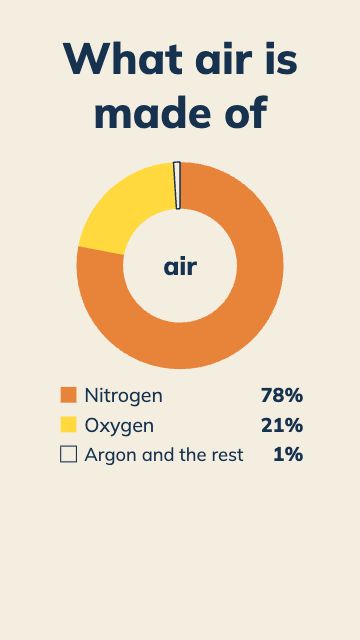 What air is
made of
air
Nitrogen 78%
Oxygen 21%
Argon and the rest 1%